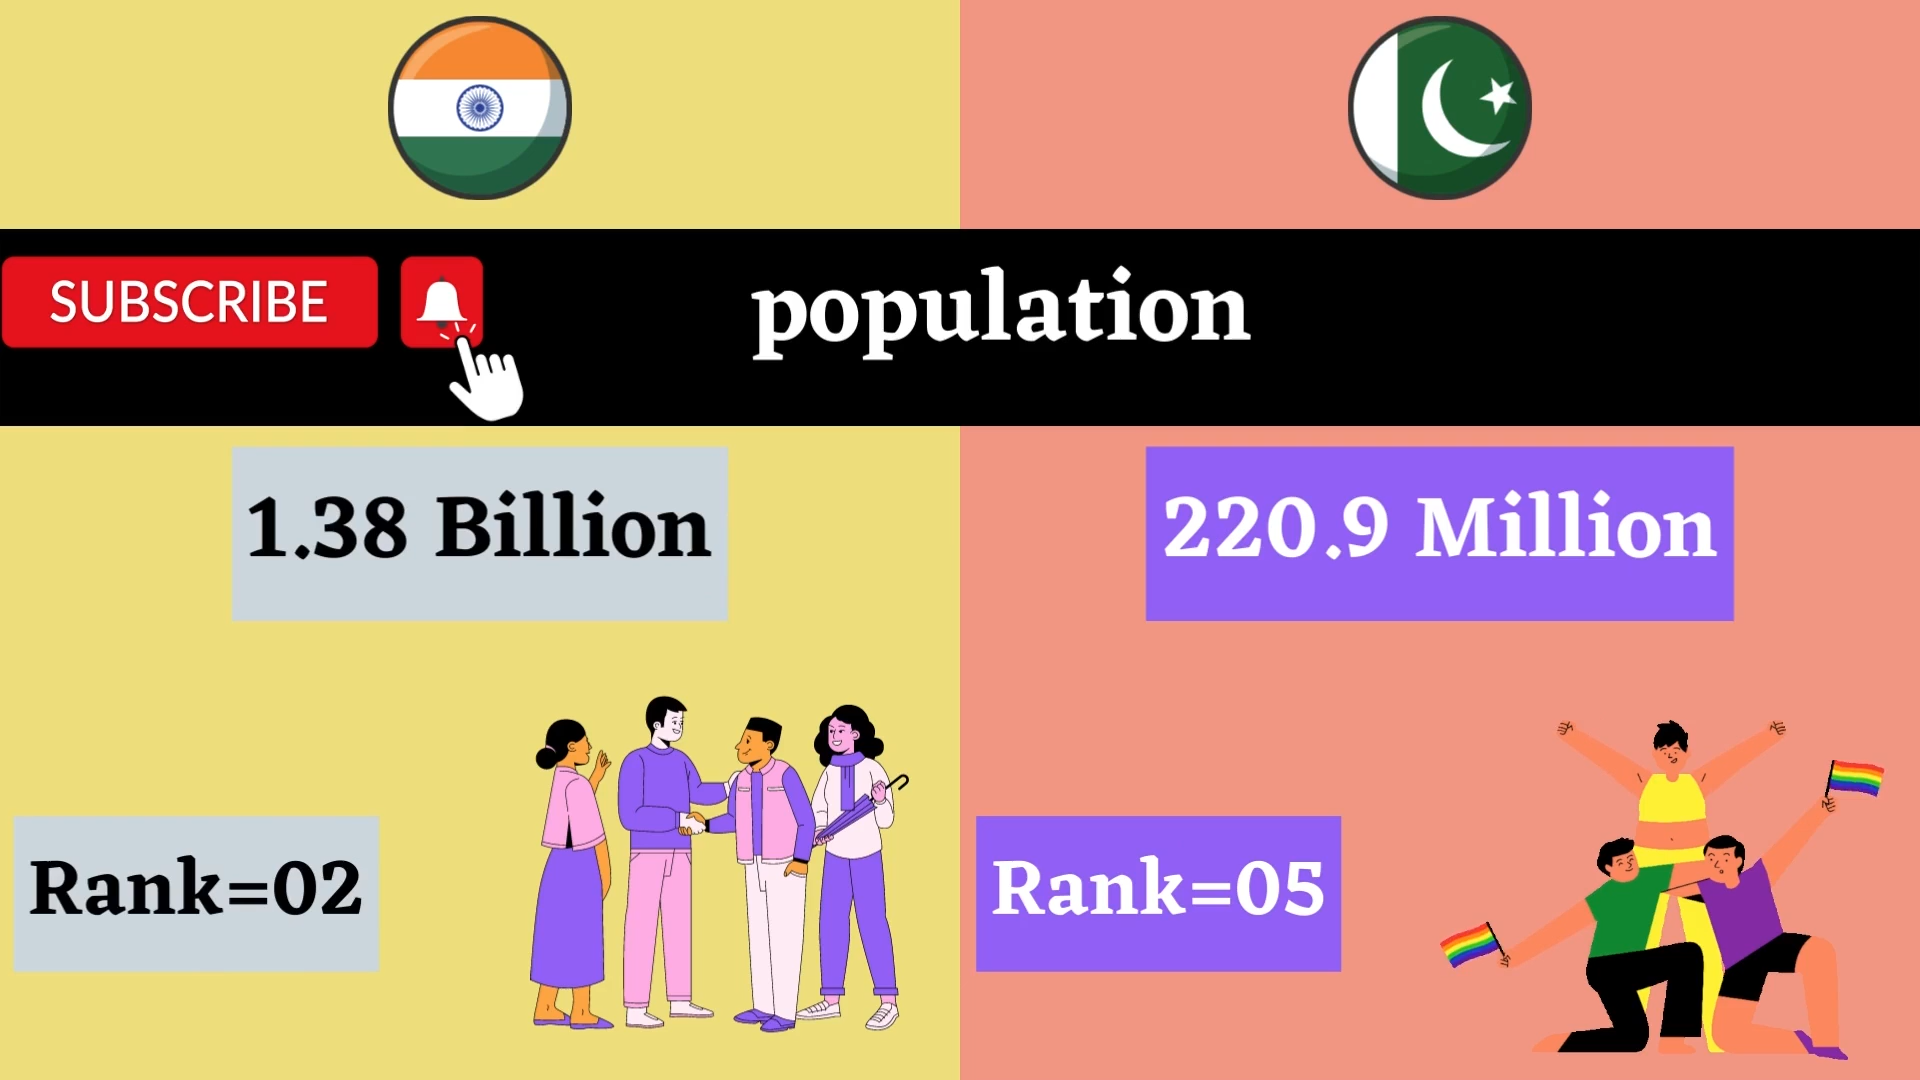 SUBSCRIBE
population
1.38 Billion
220.9 Million
Rank=02
Rank=05